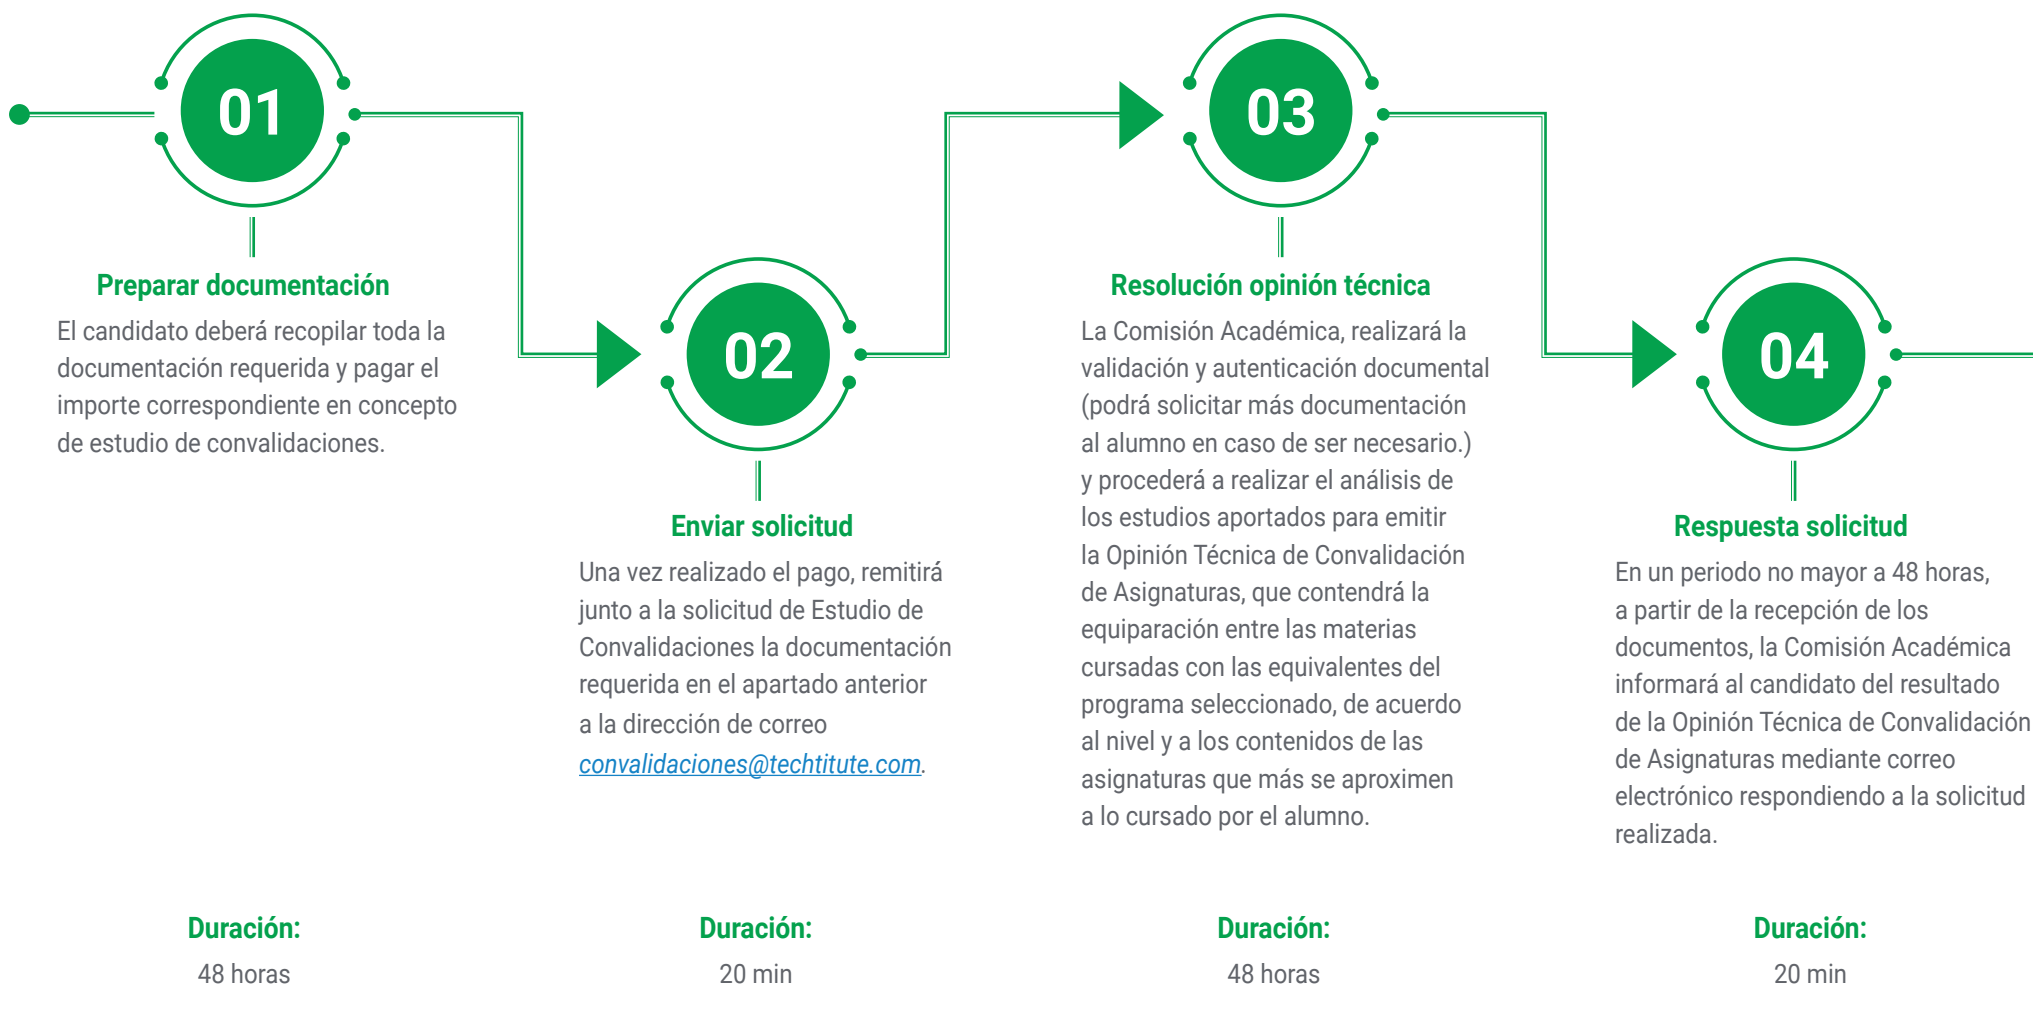 01
Preparar documentación
El candidato deberá recopilar toda la
documentación requerida y pagar el
importe correspondiente en concepto
de estudio de convalidaciones.
Duración:
48 horas
02
Enviar solicitud
Una vez realizado el pago, remitirá
junto a la solicitud de Estudio de
Convalidaciones la documentación
requerida en el apartado anterior
a la dirección de correo
convalidaciones@techtitute.com.
Duración:
20 min
03
Resolución opinión técnica
La Comisión Académica, realizará la
validación y autenticación documental
(podrá solicitar más documentación
al alumno en caso de ser necesario.)
y procederá a realizar el análisis de
los estudios aportados para emitir
la Opinión Técnica de Convalidación
de Asignaturas, que contendrá la
equiparación entre las materias
cursadas con las equivalentes del
programa seleccionado, de acuerdo
al nivel y a los contenidos de las
asignaturas que más se aproximen
a lo cursado por el alumno.
Duración:
48 horas
04
Respuesta solicitud
En un periodo no mayor a 48 horas,
a partir de la recepción de los
documentos, la Comisión Académica
informará al candidato del resultado
de la Opinión Técnica de Convalidación
de Asignaturas mediante correo
electrónico respondiendo a la solicitud
realizada.
Duración:
20 min